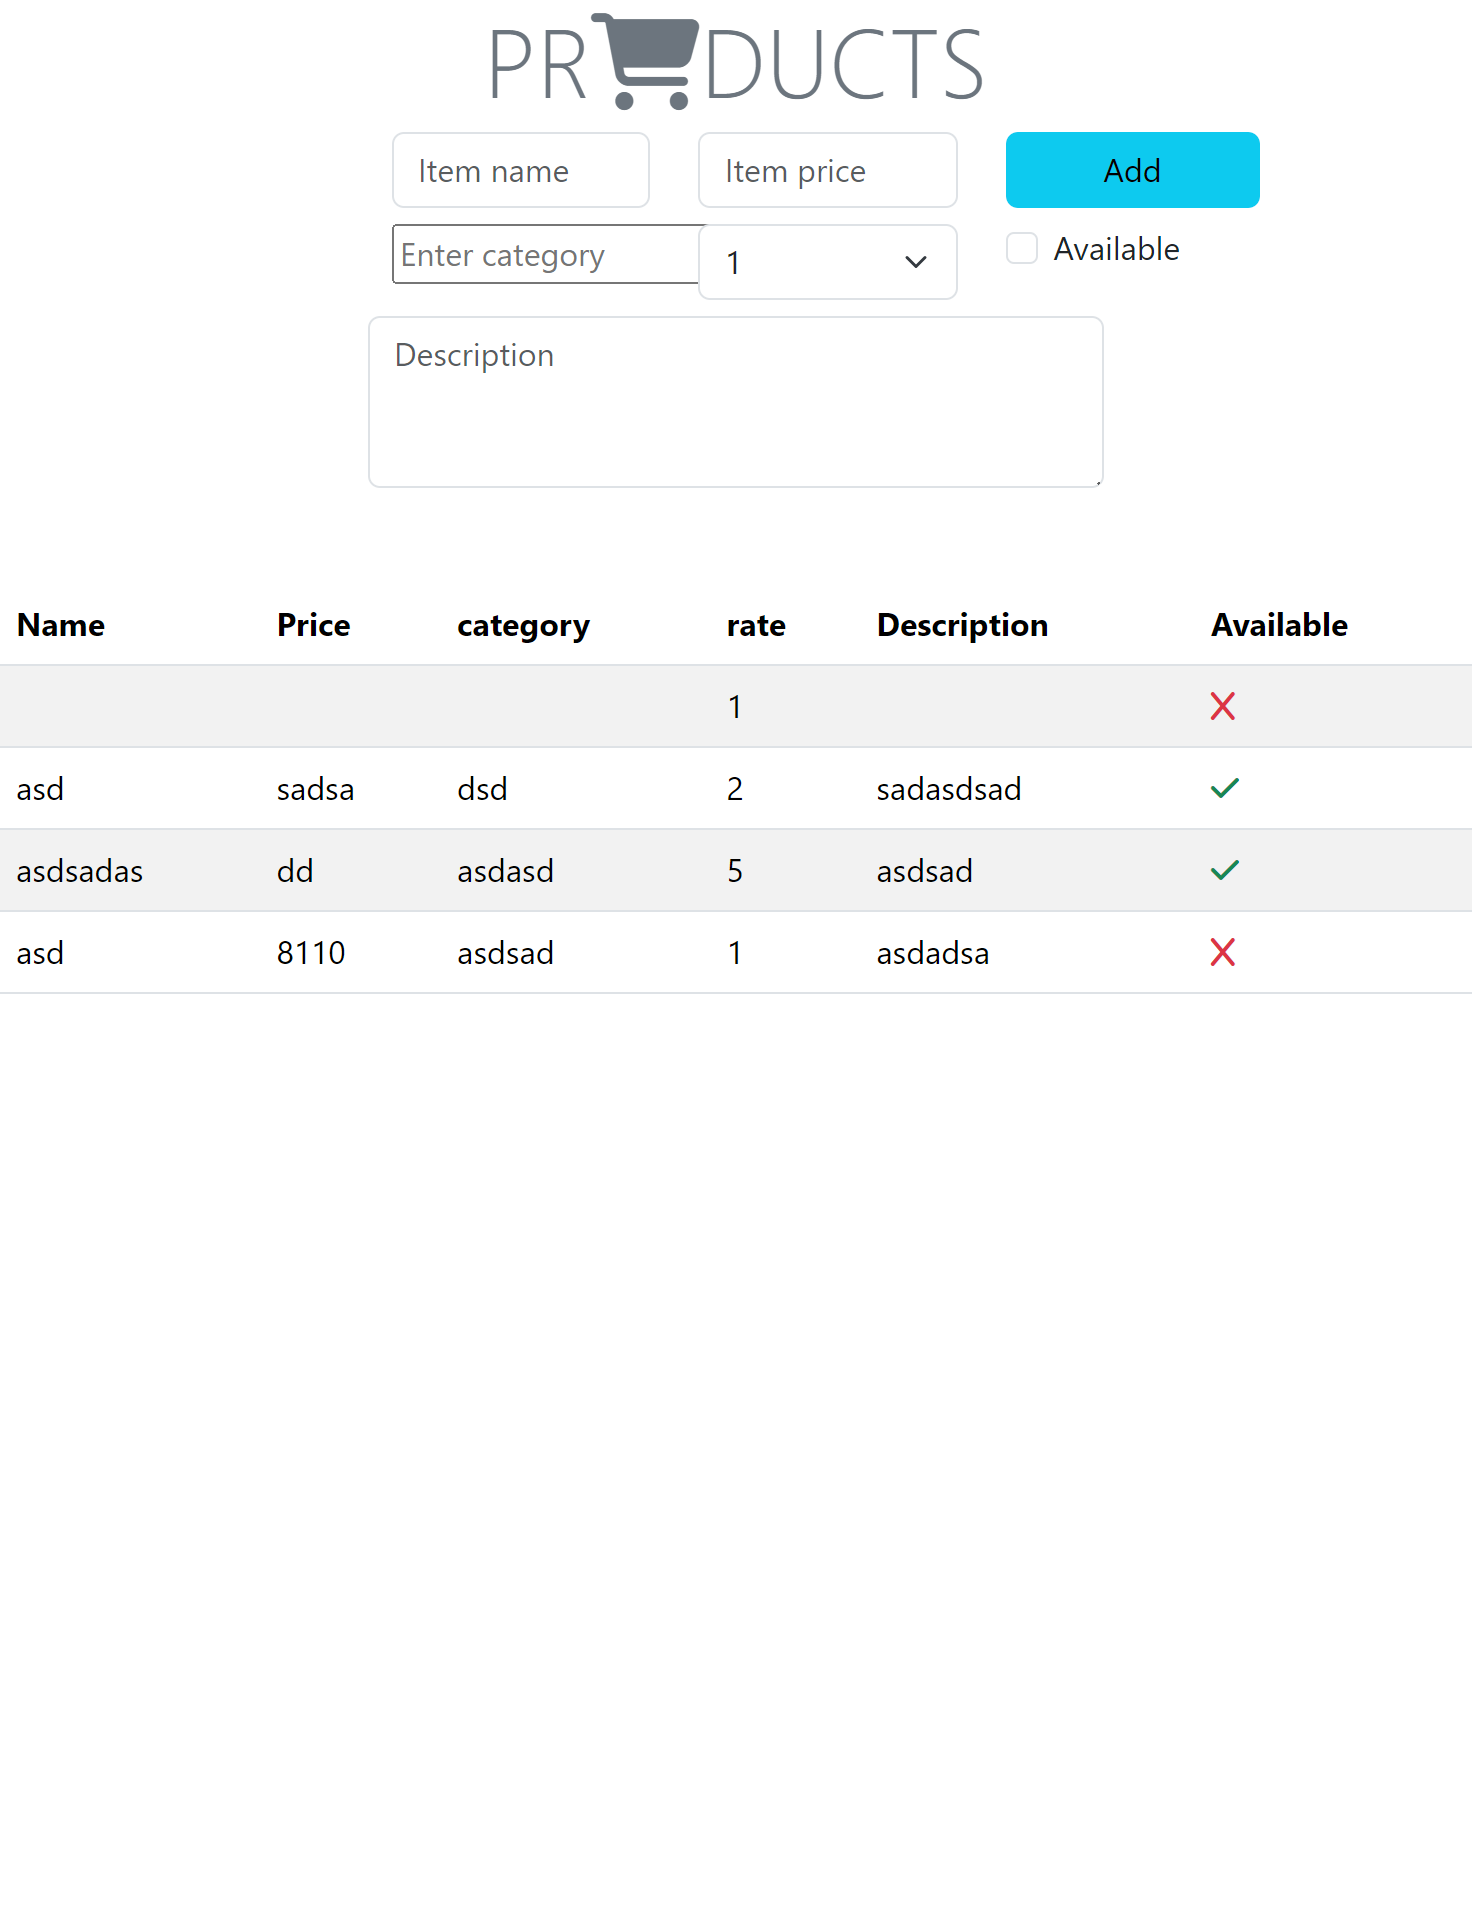 PR DUCTS
Item name Item price Add
Enter category 1 Available
Description
Name Price category rate Description Available
1
asd sadsa dsd 2 sadasdsad
asdsadas dd asdasd 5 asdsad
asd 8110 asdsad 1 asdadsa